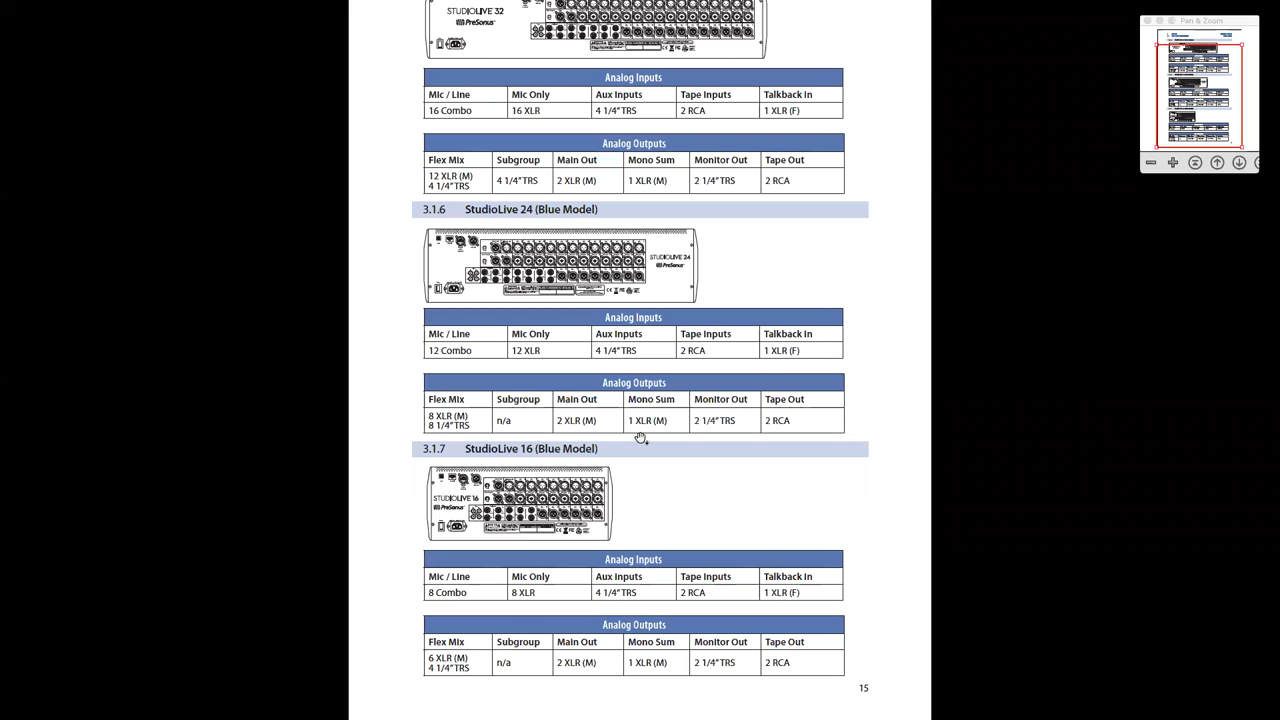 STUDIOLIVE 32
PreSonus
Analog Inputs
Mic / Line Mic Only Aux Inputs Tape Inputs Talkback In
16 Combo 16 XLR 4 1/4” TRS 2 RCA 1 XLR (F)
Analog Outputs
Flex Mix Subgroup Main Out Mono Sum Monitor Out Tape Out
12 XLR (M)
4 1/4” TRS 4 1/4” TRS 2 XLR (M) 1 XLR (M) 2 1/4” TRS 2 RCA
3.1.6 StudioLive 24 (Blue Model)
STUDIOLIVE 24
PreSonus
Analog Inputs
Mic / Line Mic Only Aux Inputs Tape Inputs Talkback In
12 Combo 12 XLR 4 1/4” TRS 2 RCA 1 XLR (F)
Analog Outputs
Flex Mix Subgroup Main Out Mono Sum Monitor Out Tape Out
8 XLR (M)
8 1/4” TRS n/a 2 XLR (M) 1 XLR (M) 2 1/4” TRS 2 RCA
3.1.7 StudioLive 16 (Blue Model)
STUDIOLIVE 16
PreSonus
Analog Inputs
Mic / Line Mic Only Aux Inputs Tape Inputs Talkback In
8 Combo 8 XLR 4 1/4” TRS 2 RCA 1 XLR (F)
Analog Outputs
Flex Mix Subgroup Main Out Mono Sum Monitor Out Tape Out
6 XLR (M)
4 1/4” TRS n/a 2 XLR (M) 1 XLR (M) 2 1/4” TRS 2 RCA
15
Pan & Zoom